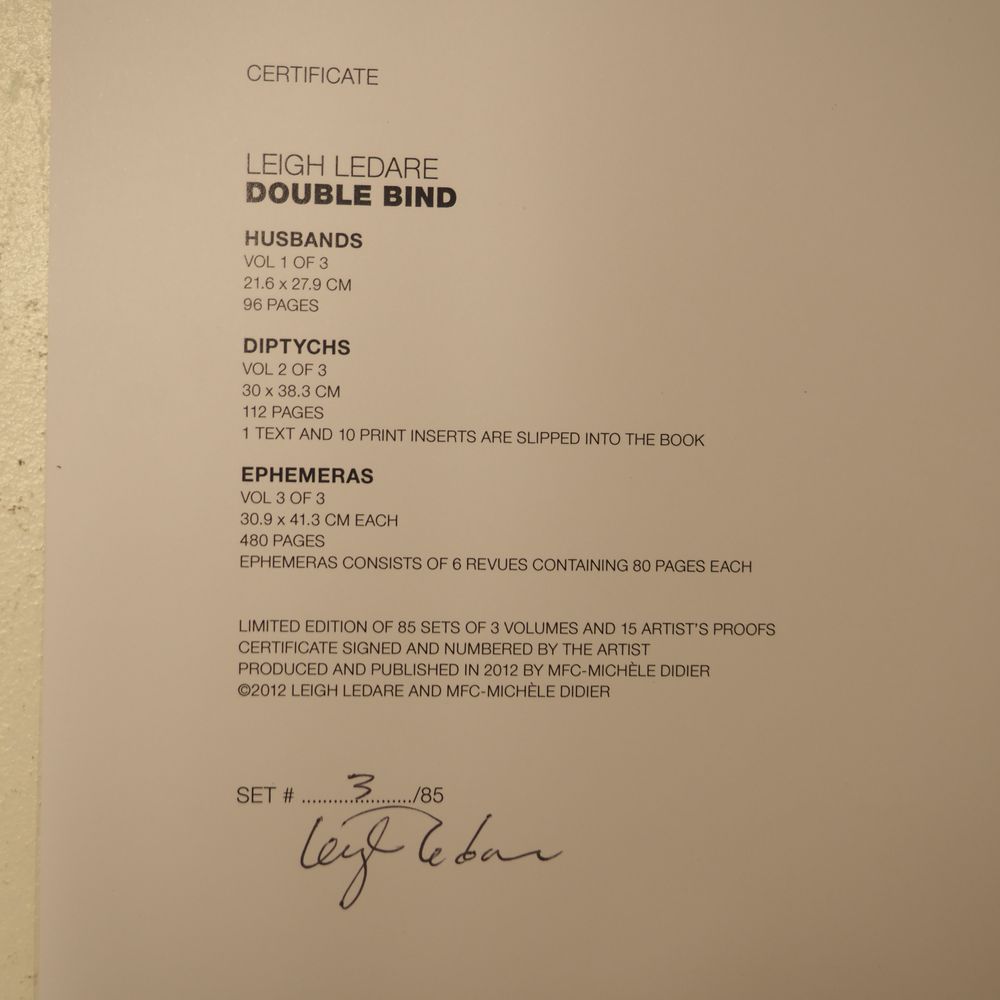 CERTIFICATE
LEIGH LEDARE
DOUBLE BIND
HUSBANDS
VOL 1 OF 3
21.6 x 27.9 CM
96 PAGES
DIPTYCHS
VOL 2 OF 3
30 x 38.3 CM
112 PAGES
1 TEXT AND 10 PRINT INSERTS ARE SLIPPED INTO THE BOOK
EPHEMERAS
VOL 3 OF 3
30.9 x 41.3 CM EACH
480 PAGES
EPHEMERAS CONSISTS OF 6 REVUES CONTAINING 80 PAGES EACH
LIMITED EDITION OF 85 SETS OF 3 VOLUMES AND 15 ARTIST'S PROOFS
CERTIFICATE SIGNED AND NUMBERED BY THE ARTIST
PRODUCED AND PUBLISHED IN 2012 BY MFC-MICHÈLE DIDIER
©2012 LEIGH LEDARE AND MFC-MICHÈLE DIDIER
SET # ........3......../85
Leigh Ledare